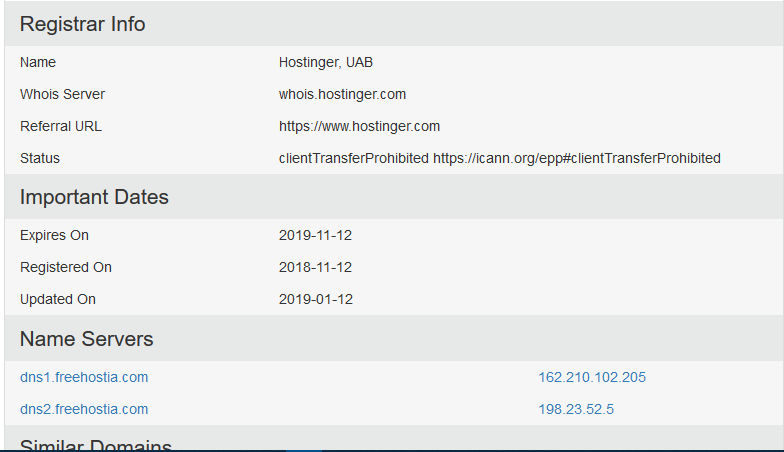 Registrar Info
Name Hostinger, UAB
Whois Server whois.hostinger.com
Referral URL https://www.hostinger.com
Status clientTransferProhibited https://icann.org/epp#clientTransferProhibited
Important Dates
Expires On 2019-11-12
Registered On 2018-11-12
Updated On 2019-01-12
Name Servers
dns1.freehostia.com 162.210.102.205
dns2.freehostia.com 198.23.52.5
Similar Domains